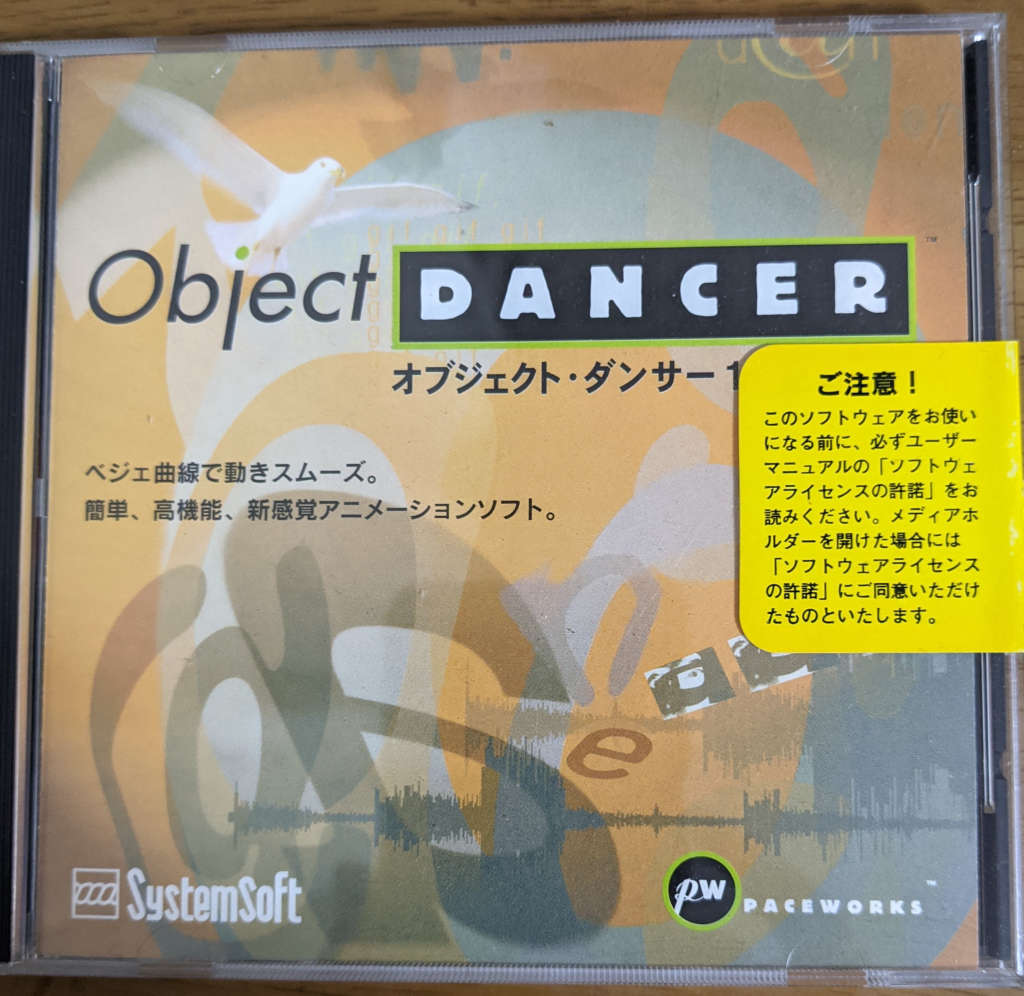 Object DANCER ™
オブジェクト・ダンサー 1
ご注意!
このソフトウェアをお使い
になる前に、必ずユーザー
マニュアルの「ソフトウェ
アライセンスの許諾」をお
読みください。メディアホ
ルダーを開けた場合には
「ソフトウェアライセンス
の許諾」にご同意いただけ
たものといたします。
ベジェ曲線で動きスムーズ。
簡単、高機能、新感覚アニメーションソフト。
n
e
SystemSoft
pw PACEWORKS ™